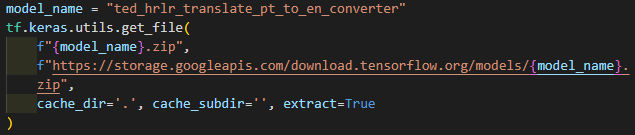 model_name = "ted_hrlr_translate_pt_to_en_converter"
tf.keras.utils.get_file(
    f"{model_name}.zip",
    f"https://storage.googleapis.com/download.tensorflow.org/models/{model_name}.
    zip",
    cache_dir='.', cache_subdir='', extract=True
)